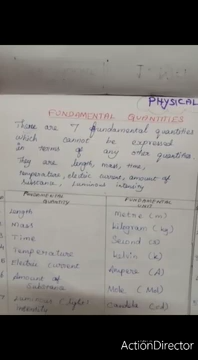 PHYSICAL
FUNDAMENTAL QUANTITIES
There are 7 fundamental quantities
which cannot be expressed
in terms of any other quantities
They are length, mass, time,
temperature, electric current, amount of
substance, luminous intensity
FUNDAMENTAL QUANTITY
FUNDAMENTAL UNIT
Length Metre (m)
Mass kilogram (kg)
Time Second (s)
Temperature kelvin (k)
Electric current Ampere (A)
Amount of
Substance Mole (Mol)
7 Luminous (light)
intensity Candela (cd)
ActionDirector